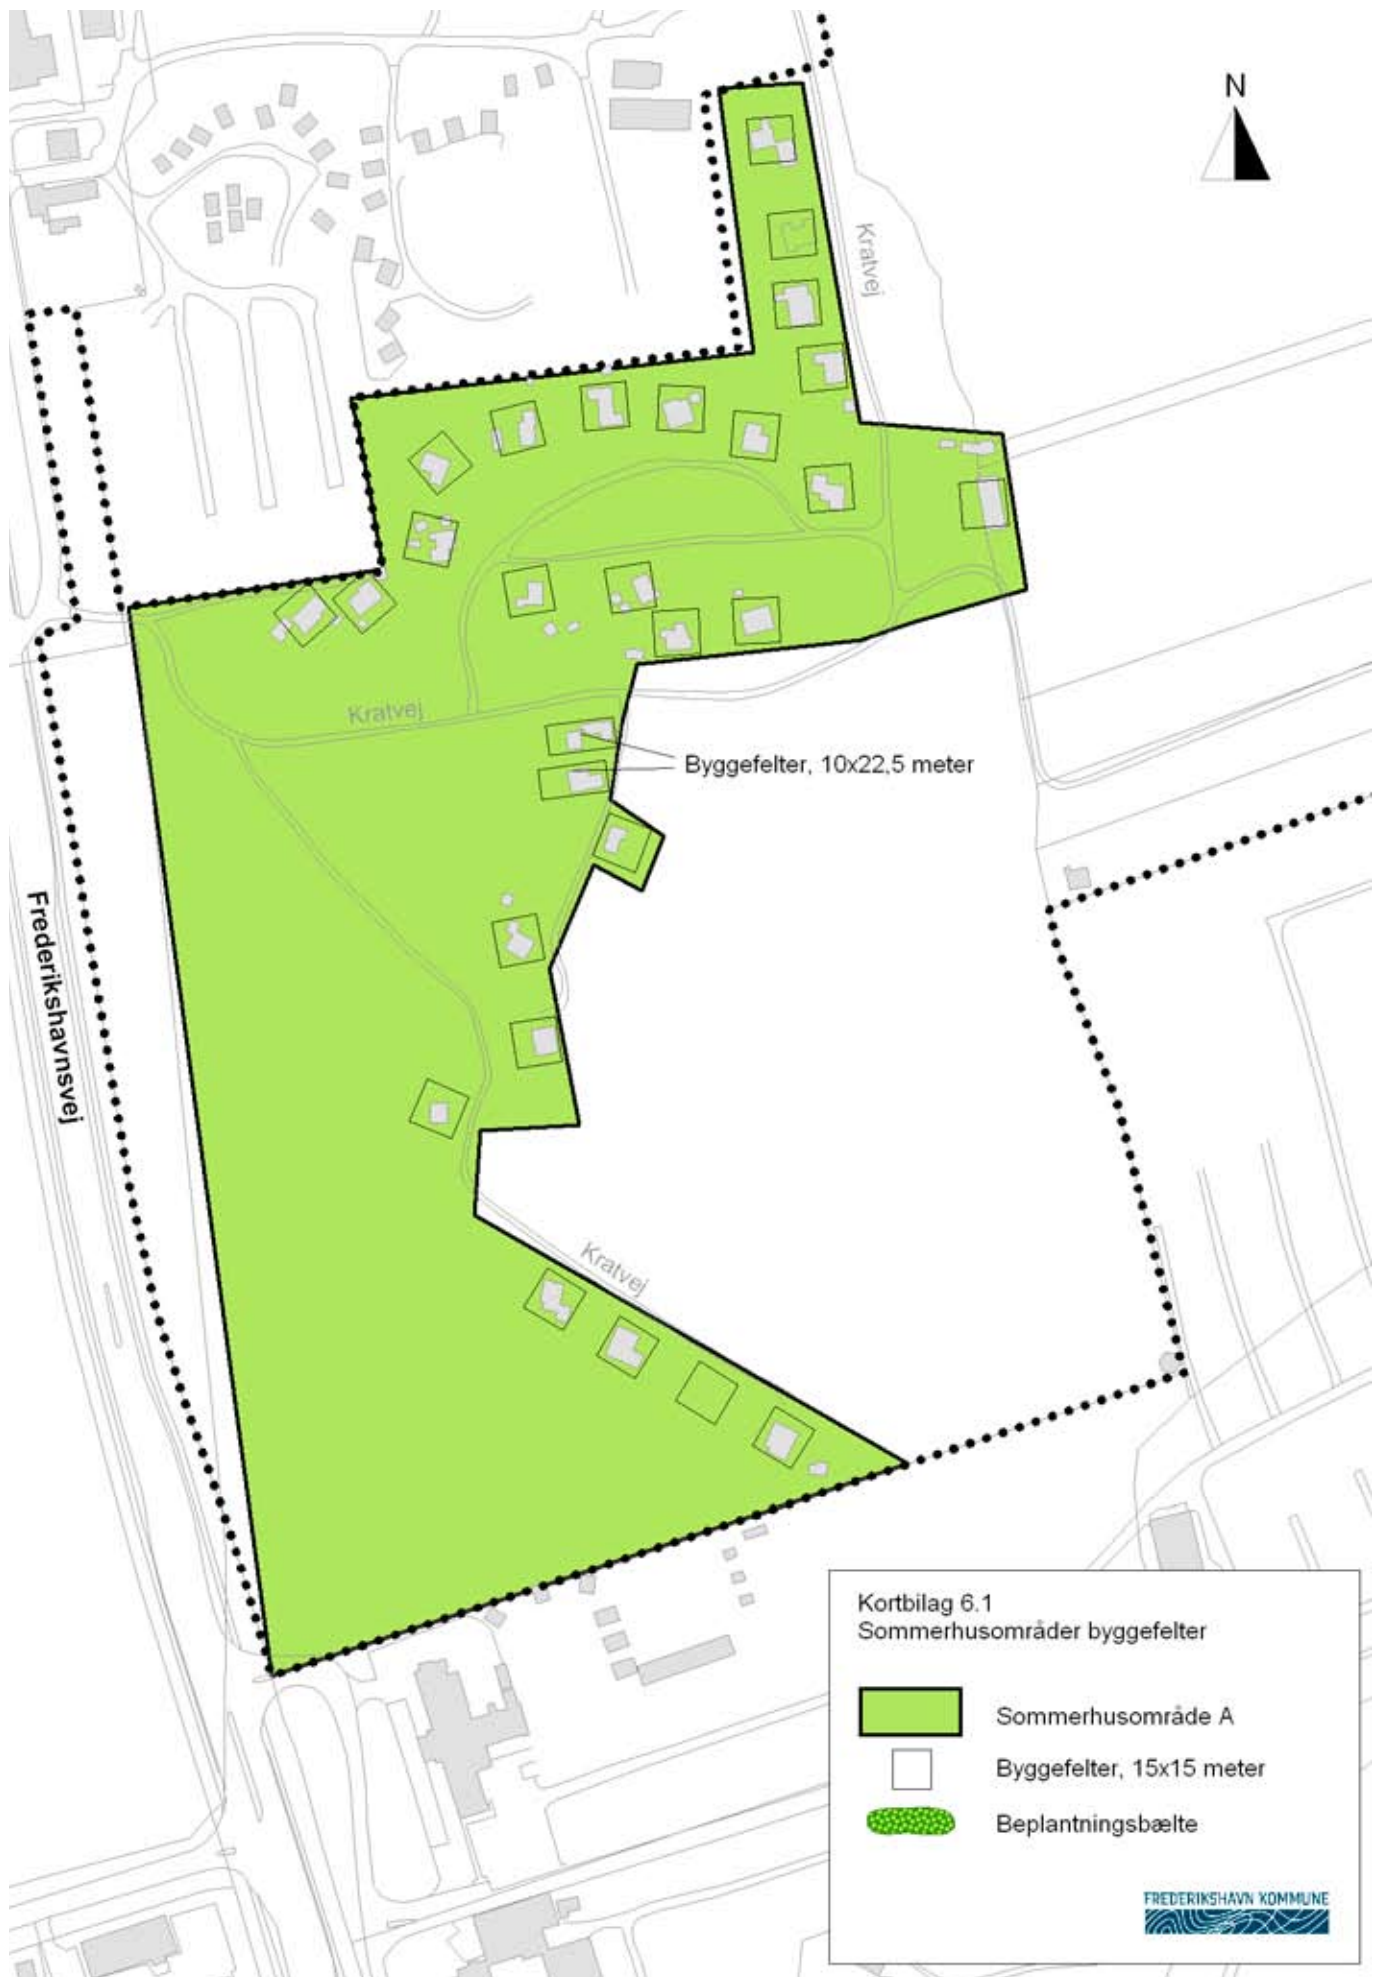 N
Kratvej
Kratvej
Byggefelter, 10x22,5 meter
Frederikshavnsvej
Kratvej
Kortbilag 6.1
Sommerhusområder byggefelter
Sommerhusområde A
Byggefelter, 15x15 meter
Beplantningsbælte
FREDERIKSHAVN KOMMUNE